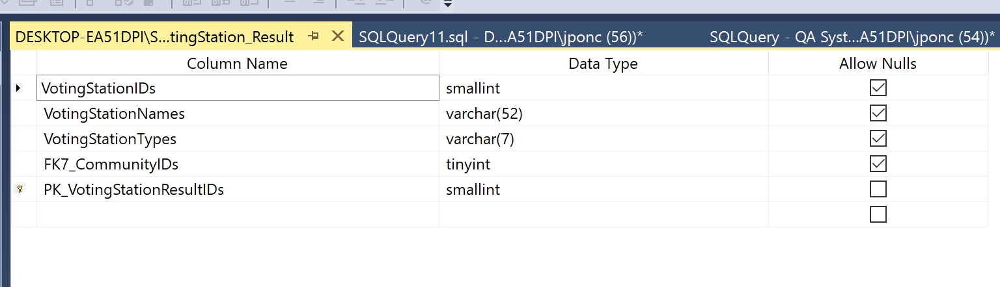 DESKTOP-EA51DPI\S...tingStation_Result SQLQuery11.sql - D...A51DPI\jponc (56))* SQLQuery - QA Syst...A51DPI\jponc (54))*
Column Name Data Type Allow Nulls
VotingStationIDs smallint
VotingStationNames varchar(52)
VotingStationTypes varchar(7)
FK7_CommunityIDs tinyint
PK_VotingStationResultIDs smallint